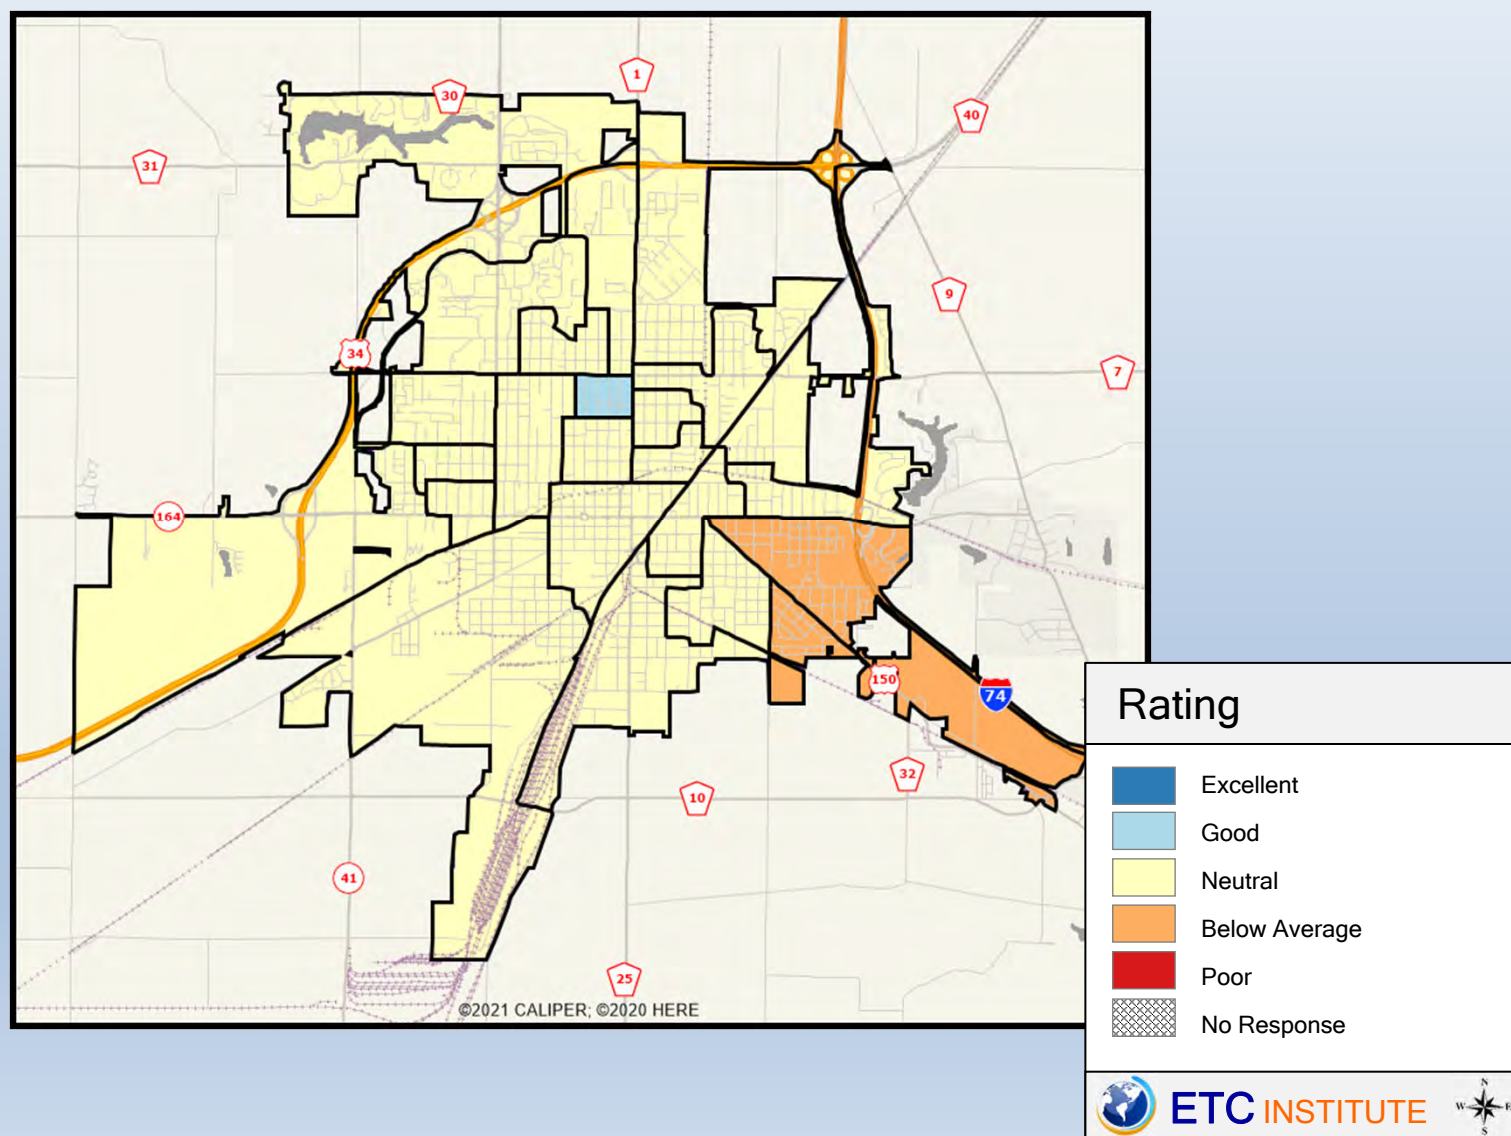 1
30
40
31
9
34
7
164
150
74
32
10
41
25
©2021 CALIPER; ©2020 HERE
Rating
Excellent
Good
Neutral
Below Average
Poor
No Response
ETC INSTITUTE
N
W E
S